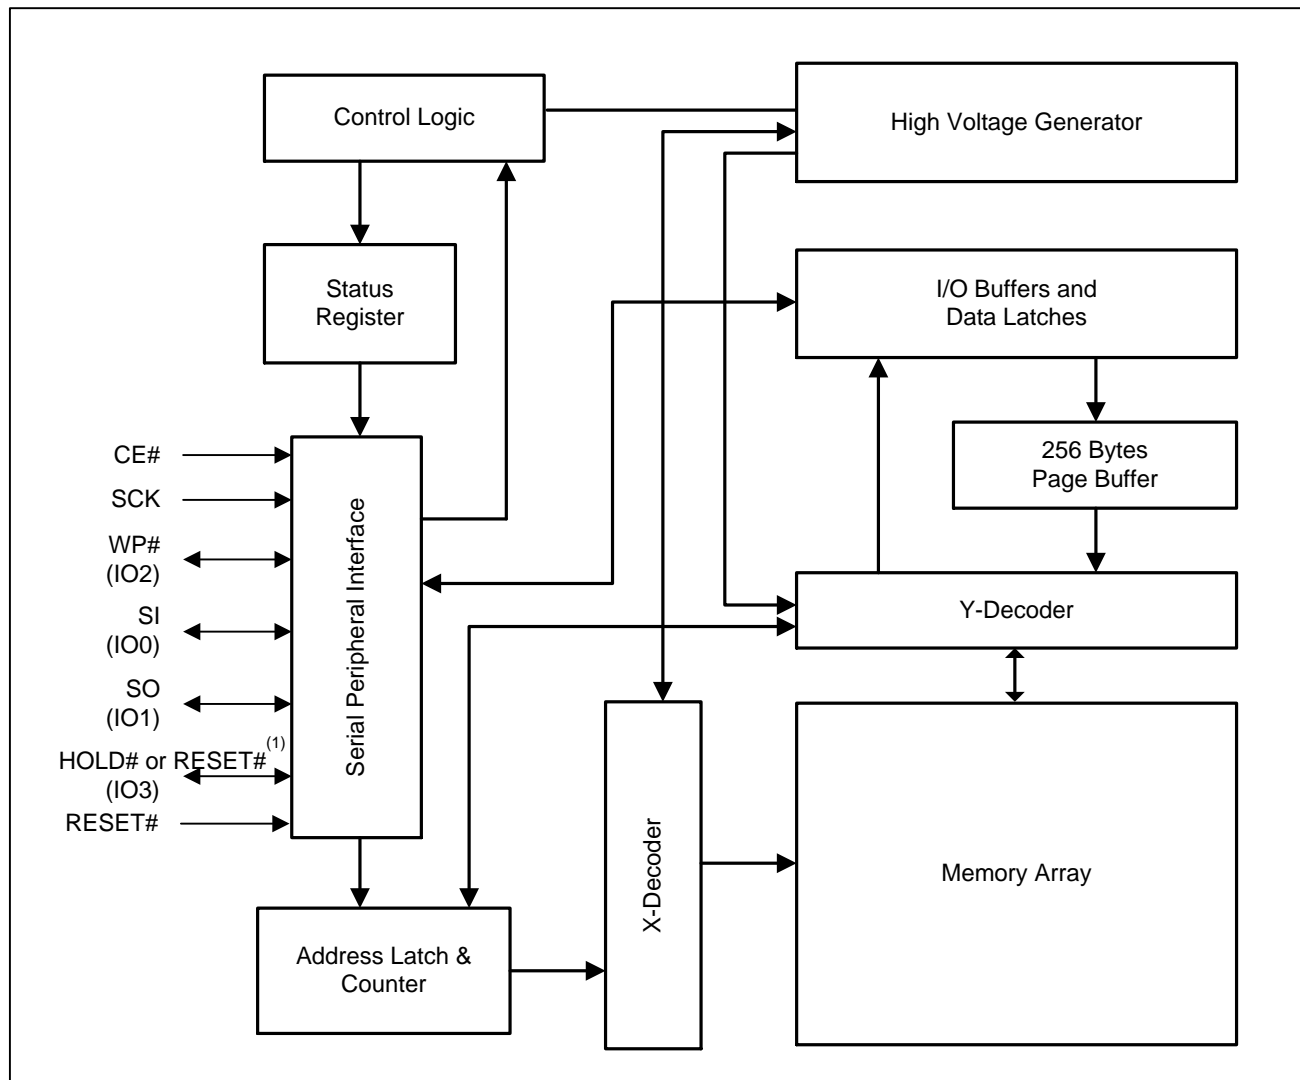 Control Logic
High Voltage Generator
Status
Register
I/O Buffers and
Data Latches
256 Bytes
Page Buffer
CE#
SCK
WP#
(IO2)
SI
(IO0)
SO
(IO1)
HOLD# or RESET#(1)
(IO3)
RESET#
Serial Peripheral Interface
Y-Decoder
X-Decoder
Memory Array
Address Latch &
Counter